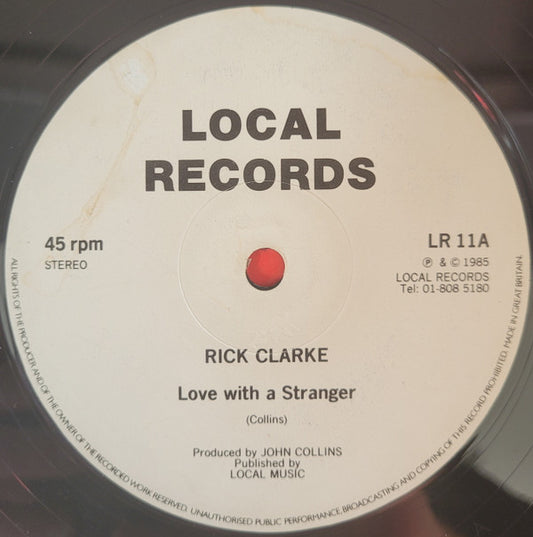 LOCAL
RECORDS
45 rpm
STEREO
LR 11A
℗ & © 1985
LOCAL RECORDS
Tel: 01-808 5180
RICK CLARKE
Love with a Stranger
(Collins)
Produced by JOHN COLLINS
Published by
LOCAL MUSIC
ALL RIGHTS OF THE PRODUCER AND OF THE OWNER OF THE RECORDED WORK RESERVED. UNAUTHORISED PUBLIC PERFORMANCE, BROADCASTING AND COPYING OF THIS RECORD PROHIBITED. MADE IN GREAT BRITAIN.